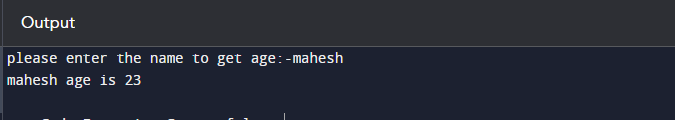 Output
please enter the name to get age:-mahesh
mahesh age is 23